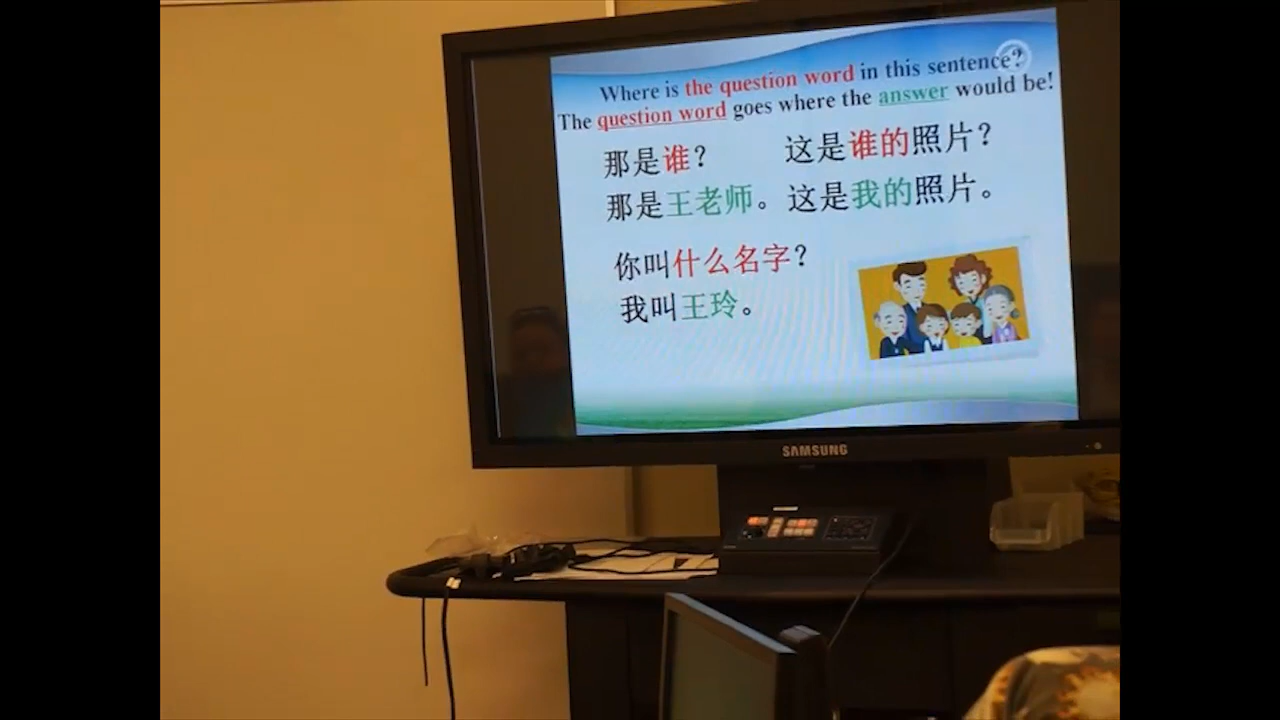 Where is the question word in this sentence?
The question word goes where the answer would be!
那是谁？ 这是谁的照片？
那是王老师。这是我的照片。
你叫什么名字？
我叫王玲。
SAMSUNG